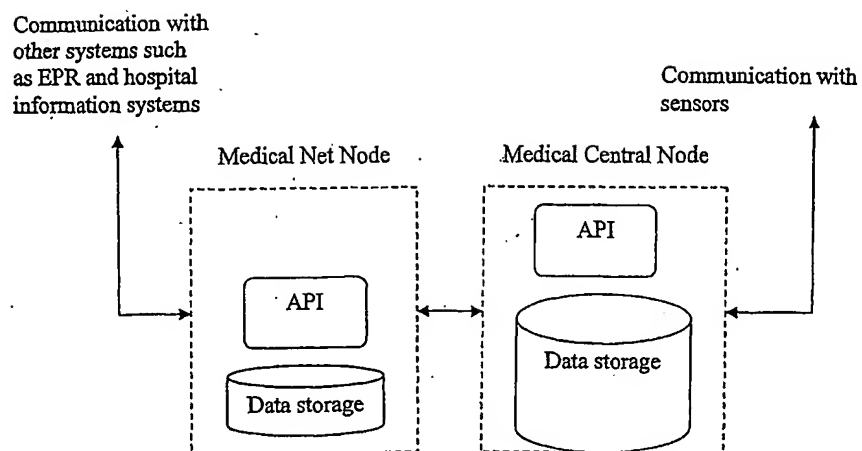 Communication with
other systems such
as EPR and hospital
information systems
Communication with
sensors
Medical Net Node
Medical Central Node
API
API
Data storage
Data storage